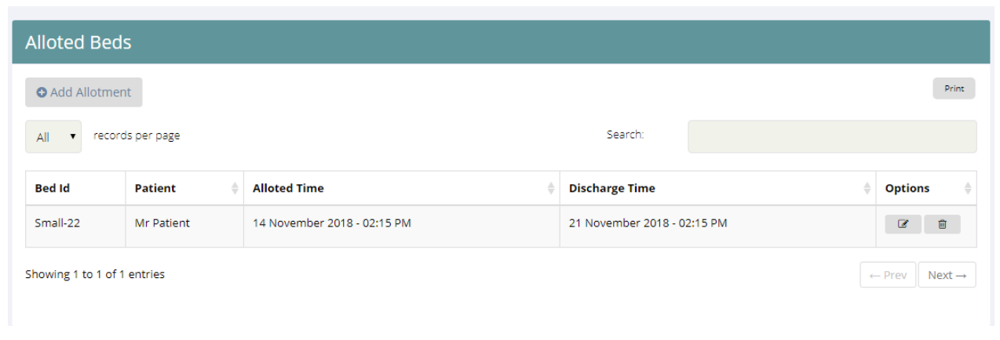 Alloted Beds
Add Allotment
Print
All records per page Search:
Bed Id Patient Alloted Time Discharge Time Options
Small-22 Mr Patient 14 November 2018 - 02:15 PM 21 November 2018 - 02:15 PM
Showing 1 to 1 of 1 entries
← Prev Next →